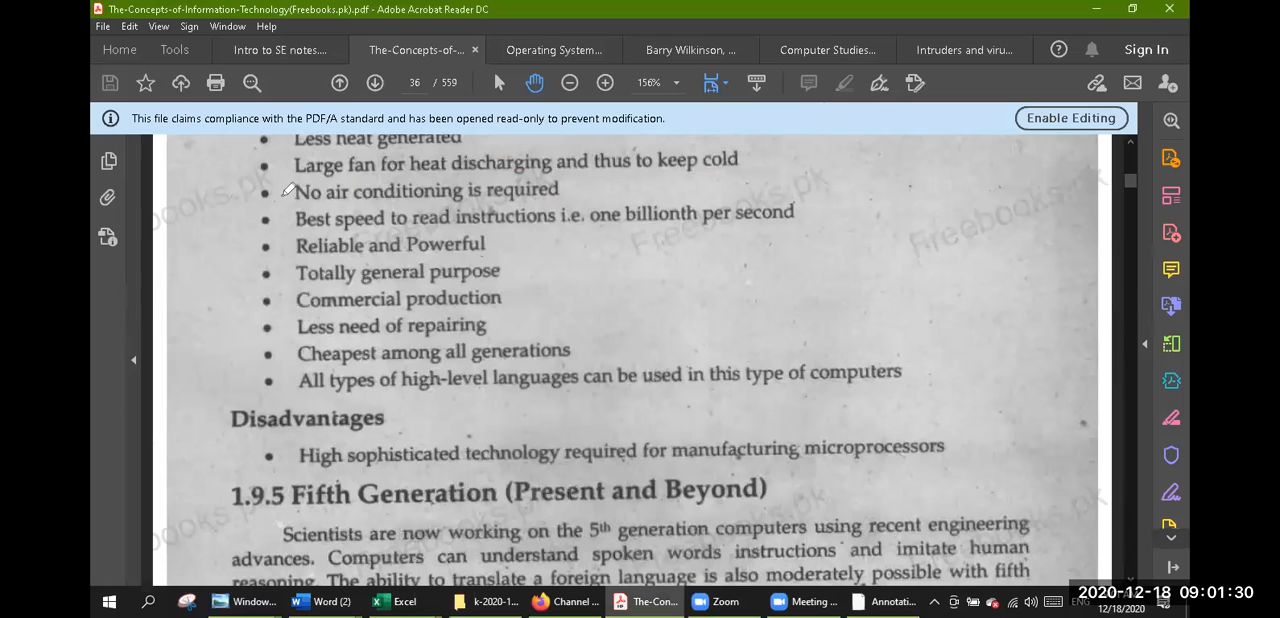 The-Concepts-of-Information-Technology(Freebooks.pk).pdf - Adobe Acrobat Reader DC
File Edit View Sign Window Help
Home Tools Intro to SE notes.... The-Concepts-of-... × Operating System... Barry Wilkinson, ... Computer Studies... Intruders and viru... Sign In
36 / 559 156%
This file claims compliance with the PDF/A standard and has been opened read-only to prevent modification. Enable Editing
• Less heat generated
• Large fan for heat discharging and thus to keep cold
• No air conditioning is required
• Best speed to read instructions i.e. one billionth per second
• Reliable and Powerful
• Totally general purpose
• Commercial production
• Less need of repairing
• Cheapest among all generations
• All types of high-level languages can be used in this type of computers
Disadvantages
• High sophisticated technology required for manufacturing microprocessors
1.9.5 Fifth Generation (Present and Beyond)
Scientists are now working on the 5th generation computers using recent engineering
advances. Computers can understand spoken words instructions and imitate human
reasoning. The ability to translate a foreign language is also moderately possible with fifth
Freebooks.pk
Freebooks.pk
Window... Word (2) Excel k-2020-1... Channel ... The-Con... Zoom Meeting ... Annotati... ENG
2020-12-18 09:01:30
12/18/2020